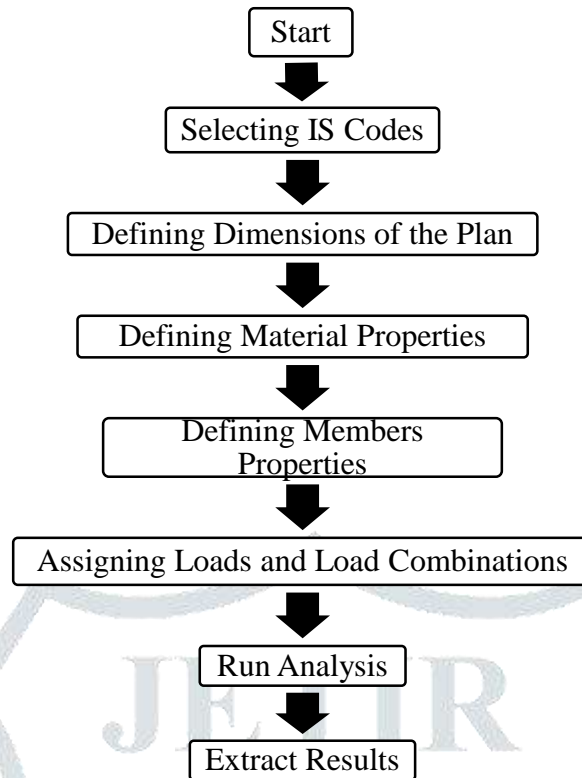 Start
Selecting IS Codes
Defining Dimensions of the Plan
Defining Material Properties
Defining Members
Properties
Assigning Loads and Load Combinations
Run Analysis
JETIR
Extract Results